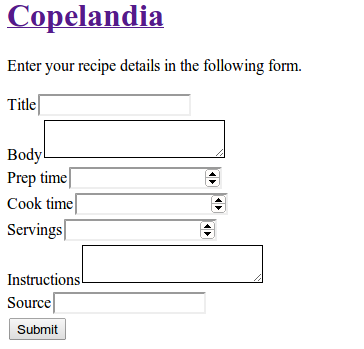 Copelandia
Enter your recipe details in the following form.
Title
Body
Prep time
Cook time
Servings
Instructions
Source
Submit